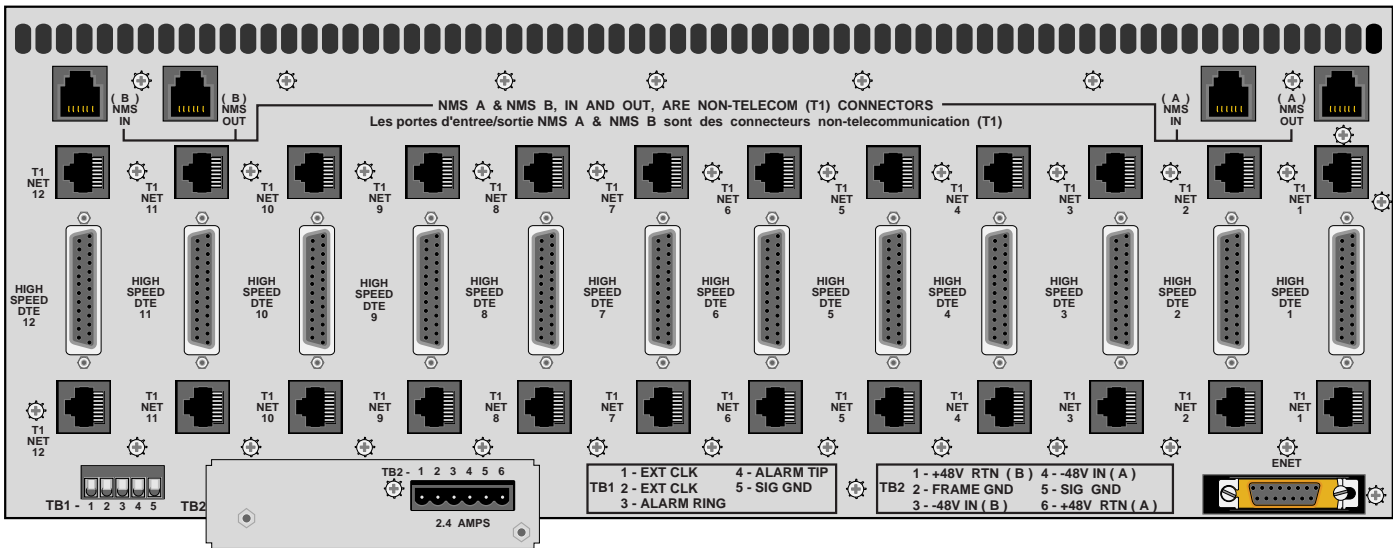 ( B )
NMS
IN
( B )
NMS
OUT
NMS A & NMS B, IN AND OUT, ARE NON-TELECOM (T1) CONNECTORS
Les portes d'entree/sortie NMS A & NMS B sont des connecteurs non-telecommunication (T1)
( A )
NMS
IN
( A )
NMS
OUT
T1
NET
12
T1
NET
11
T1
NET
10
T1
NET
9
T1
NET
8
T1
NET
7
T1
NET
6
T1
NET
5
T1
NET
4
T1
NET
3
T1
NET
2
T1
NET
1
HIGH
SPEED
DTE
12
HIGH
SPEED
DTE
11
HIGH
SPEED
DTE
10
HIGH
SPEED
DTE
9
HIGH
SPEED
DTE
8
HIGH
SPEED
DTE
7
HIGH
SPEED
DTE
6
HIGH
SPEED
DTE
5
HIGH
SPEED
DTE
4
HIGH
SPEED
DTE
3
HIGH
SPEED
DTE
2
HIGH
SPEED
DTE
1
T1
NET
12
T1
NET
11
T1
NET
10
T1
NET
9
T1
NET
8
T1
NET
7
T1
NET
6
T1
NET
5
T1
NET
4
T1
NET
3
T1
NET
2
T1
NET
1
TB1 - 1 2 3 4 5
TB2
TB2 - 1 2 3 4 5 6
2.4 AMPS
TB1
1 - EXT CLK 4 - ALARM TIP
2 - EXT CLK 5 - SIG GND
3 - ALARM RING
TB2
1 - +48V RTN ( B ) 4 - -48V IN ( A )
2 - FRAME GND 5 - SIG GND
3 - -48V IN ( B ) 6 - +48V RTN ( A )
ENET